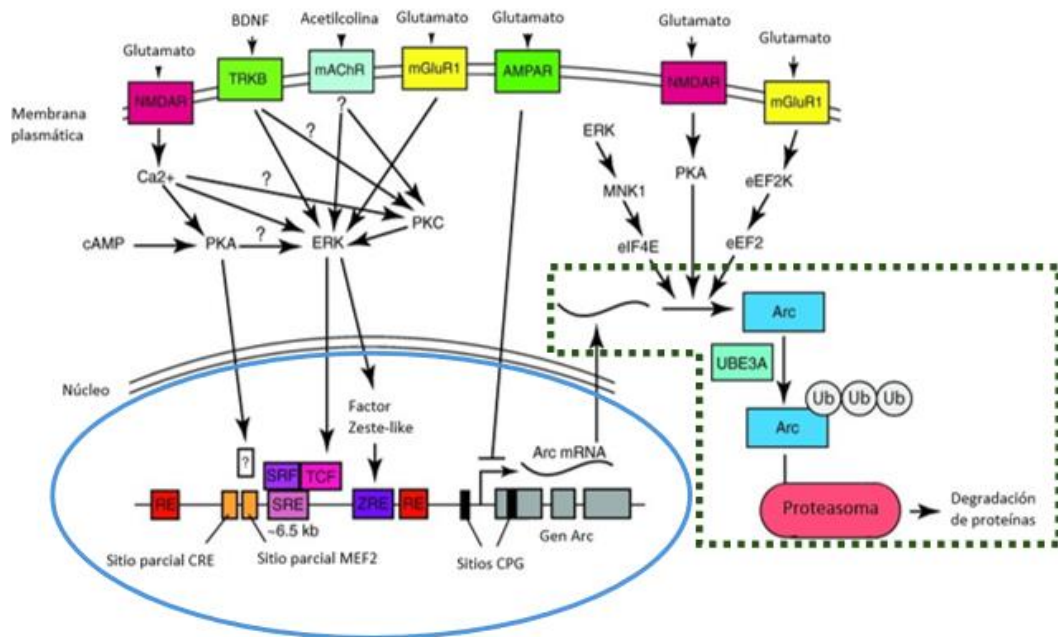 BDNF
Acetilcolina
Glutamato
Glutamato
Glutamato
Glutamato
Glutamato
TRKB
mAChR
mGluR1
AMPAR
NMDAR
NMDAR
mGluR1
Membrana
plasmática
?
?
?
ERK
Ca2+
PKC
MNK1
PKA
eEF2K
cAMP
PKA
?
ERK
eIF4E
eEF2
Arc
UBE3A
Ub Ub Ub
Arc
Núcleo
Factor
Zeste-like
Arc mRNA
?
SRF TCF
RE
SRE
ZRE
RE
~6.5 kb
Gen Arc
Sitio parcial CRE
Sitio parcial MEF2
Sitios CPG
Proteasoma
Degradación
de proteínas